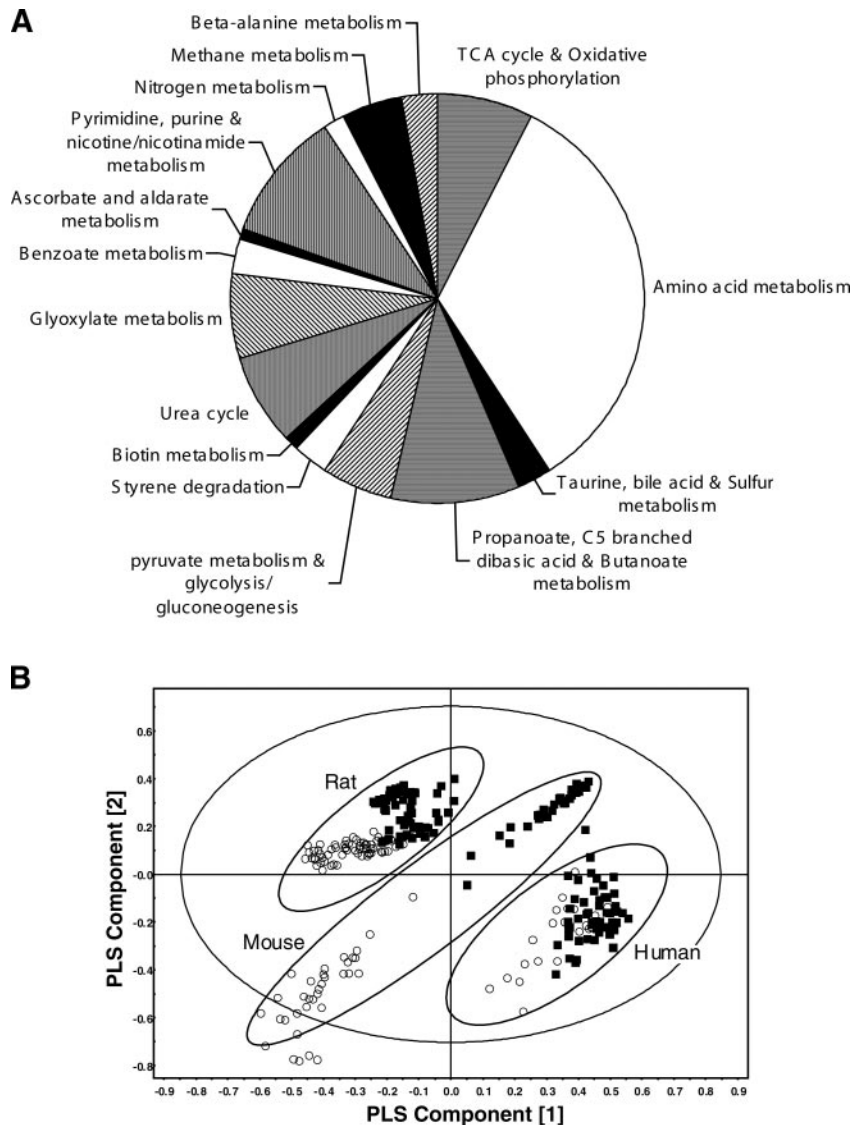 A
Beta-alanine metabolism
Methane metabolism
Nitrogen metabolism
Pyrimidine, purine &
nicotine/nicotinamide
metabolism
Ascorbate and aldarate
metabolism
Benzoate metabolism
Glyoxylate metabolism
Urea cycle
Biotin metabolism
Styrene degradation
pyruvate metabolism &
glycolysis/
gluconeogenesis
TCA cycle & Oxidative
phosphorylation
Amino acid metabolism
Taurine, bile acid & Sulfur
metabolism
Propanoate, C5 branched
dibasic acid & Butanoate
metabolism
B
PLS Component [2]
0.6
0.4
0.2
-0.0
-0.2
-0.4
-0.6
-0.8
Rat
Mouse
Human
-0.9 -0.8 -0.7 -0.6 -0.5 -0.4 -0.3 -0.2 -0.1 0.0 0.1 0.2 0.3 0.4 0.5 0.6 0.7 0.8 0.9
PLS Component [1]